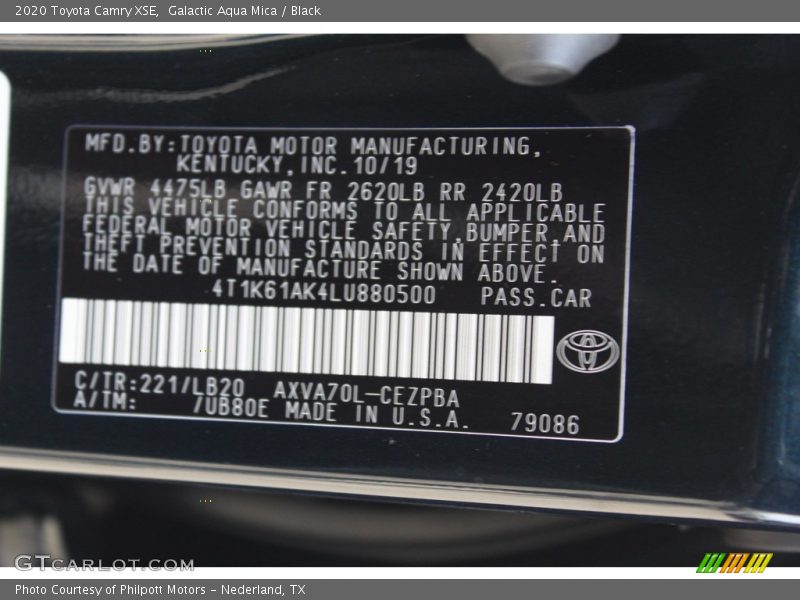 2020 Toyota Camry XSE, Galactic Aqua Mica / Black
MFD.BY:TOYOTA MOTOR MANUFACTURING,
KENTUCKY,INC.10/19
GVWR 4475LB GAWR FR 2620LB RR 2420LB
THIS VEHICLE CONFORMS TO ALL APPLICABLE
FEDERAL MOTOR VEHICLE SAFETY,BUMPER,AND
THEFT PREVENTION STANDARDS IN EFFECT ON
THE DATE OF MANUFACTURE SHOWN ABOVE.
4T1K61AK4LU880500 PASS.CAR
C/TR:221/LB20 AXVA70L-CEZPBA
A/TM: /UB80E MADE IN U.S.A. 79086
GTCARLOT.COM
Photo Courtesy of Philpott Motors - Nederland, TX